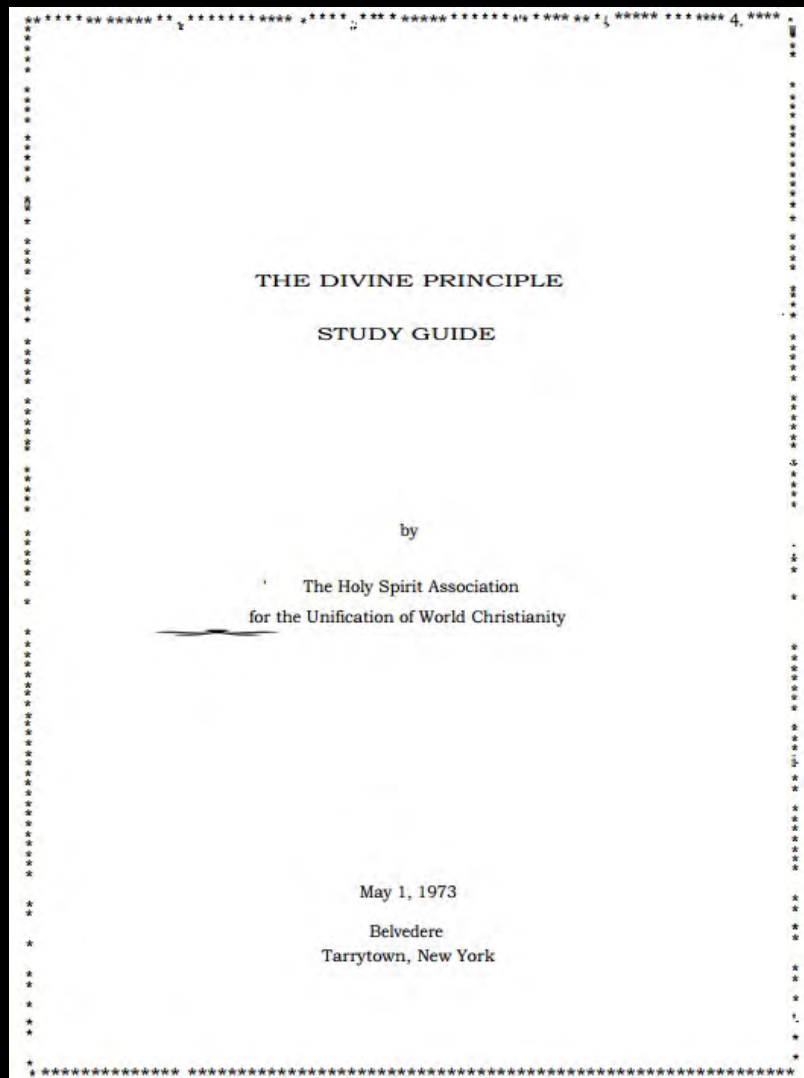 THE DIVINE PRINCIPLE
STUDY GUIDE
by
The Holy Spirit Association
for the Unification of World Christianity
May 1, 1973
Belvedere
Tarrytown, New York